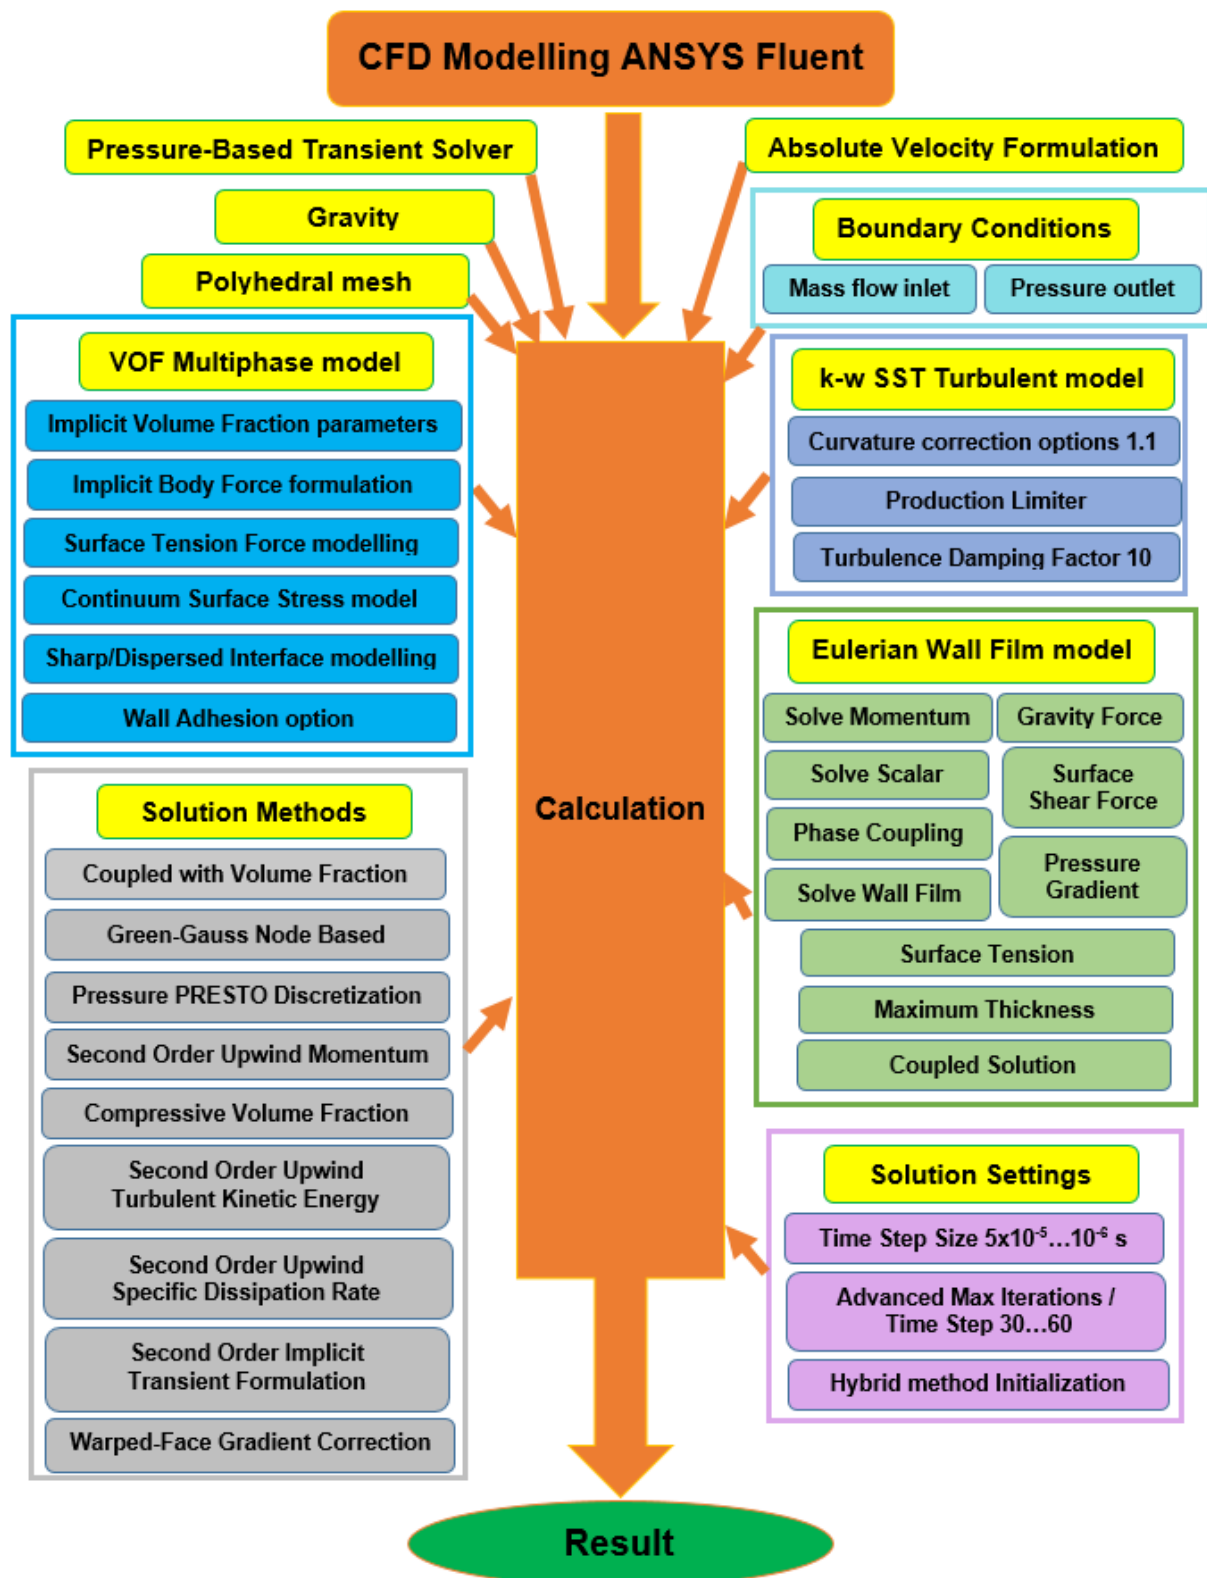 CFD Modelling ANSYS Fluent
Pressure-Based Transient Solver
Absolute Velocity Formulation
Gravity
Polyhedral mesh
Boundary Conditions
Mass flow inlet
Pressure outlet
VOF Multiphase model
Implicit Volume Fraction parameters
Implicit Body Force formulation
Surface Tension Force modelling
Continuum Surface Stress model
Sharp/Dispersed Interface modelling
Wall Adhesion option
k-w SST Turbulent model
Curvature correction options 1.1
Production Limiter
Turbulence Damping Factor 10
Calculation
Eulerian Wall Film model
Solve Momentum
Gravity Force
Solve Scalar
Surface
Shear Force
Phase Coupling
Pressure
Gradient
Solve Wall Film
Surface Tension
Maximum Thickness
Coupled Solution
Solution Methods
Coupled with Volume Fraction
Green-Gauss Node Based
Pressure PRESTO Discretization
Second Order Upwind Momentum
Compressive Volume Fraction
Second Order Upwind
Turbulent Kinetic Energy
Second Order Upwind
Specific Dissipation Rate
Second Order Implicit
Transient Formulation
Warped-Face Gradient Correction
Solution Settings
Time Step Size 5x10⁻⁵…10⁻⁶ s
Advanced Max Iterations /
Time Step 30…60
Hybrid method Initialization
Result